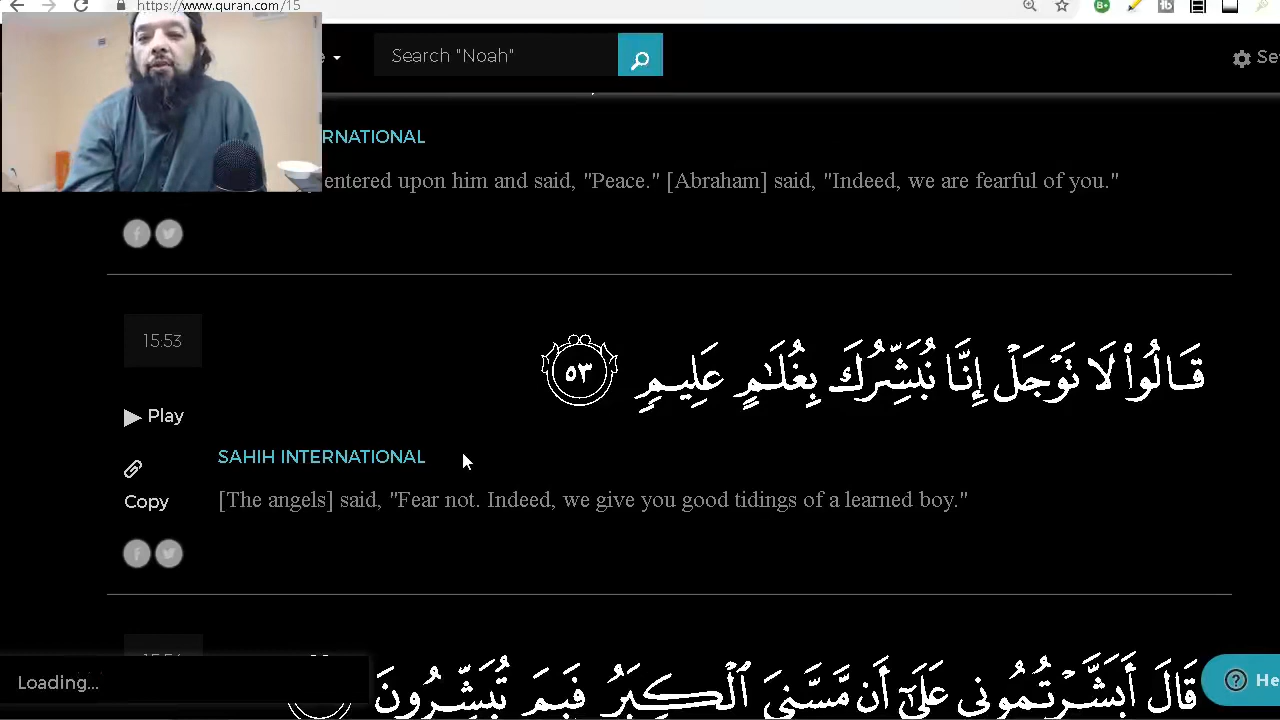 https://www.quran.com/15
Search "Noah"
RNATIONAL
entered upon him and said, "Peace." [Abraham] said, "Indeed, we are fearful of you."
15:53
قَالُوا۟ لَا تَوْجَلْ إِنَّا نُبَشِّرُكَ بِغُلَـٰمٍ عَلِيمٍ ٥٣
Play
SAHIH INTERNATIONAL
Copy
[The angels] said, "Fear not. Indeed, we give you good tidings of a learned boy."
قَالَ أَبَشَّرْتُمُونِى عَلَىٰٓ أَن مَّسَّنِىَ ٱلْكِبَرُ فَبِمَ تُبَشِّرُونَ
Loading...